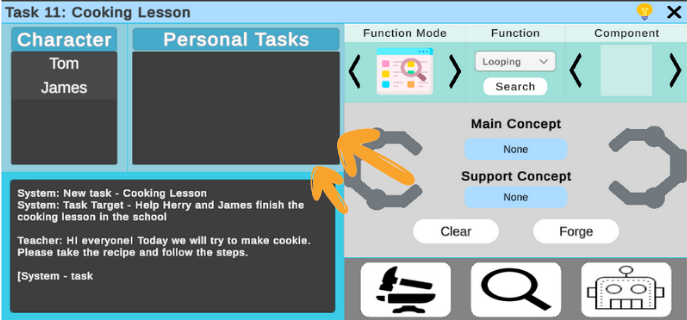 Task 11: Cooking Lesson
Character
Personal Tasks
Tom
James
System: New task - Cooking Lesson
System: Task Target - Help Herry and James finish the
cooking lesson in the school
Teacher: Hi everyone! Today we will try to make cookie.
Please take the recipe and follow the steps.
[System - task
Function Mode
Function
Component
Looping
Search
Main Concept
None
Support Concept
None
Clear
Forge